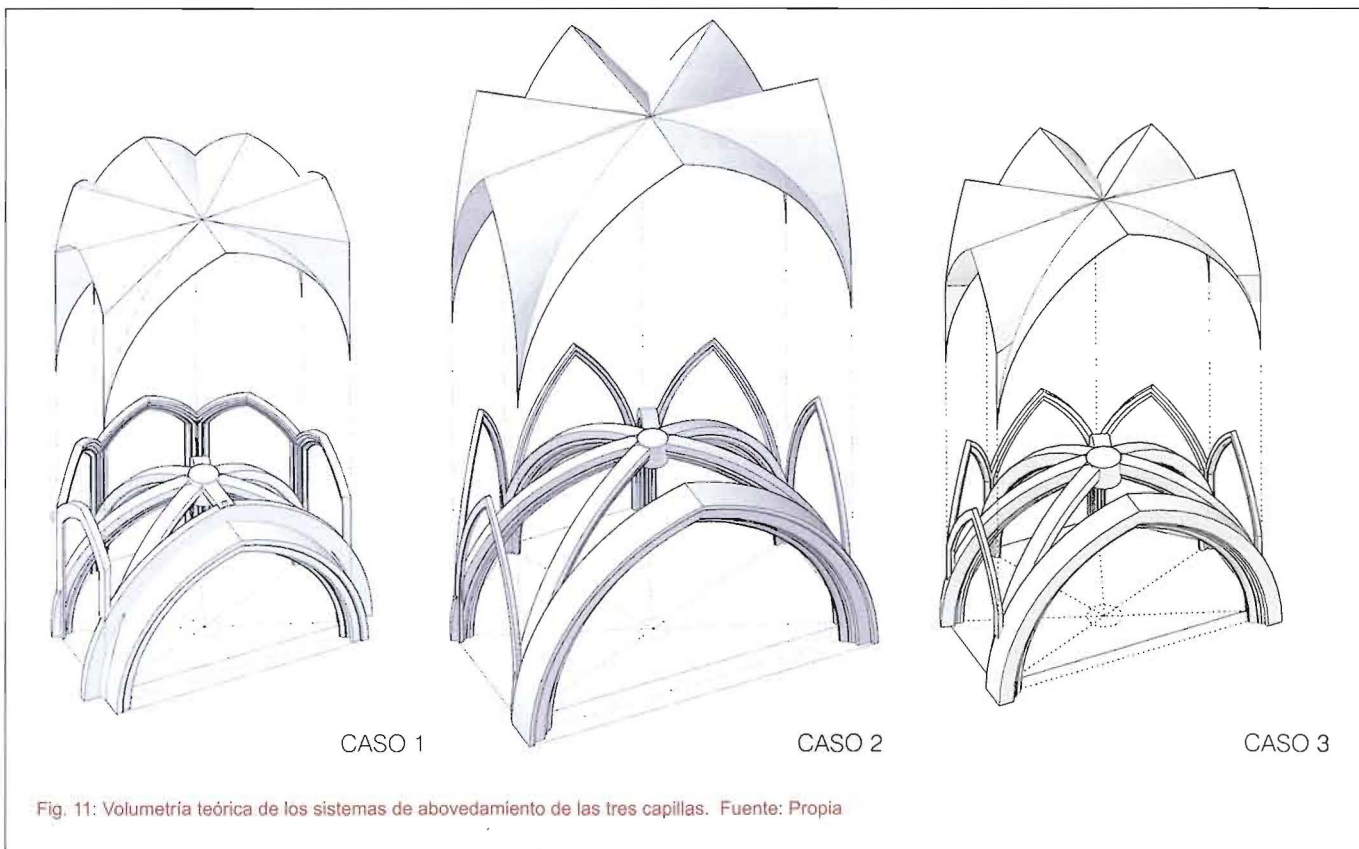 CASO 1
CASO 2
CASO 3
Fig. 11: Volumetría teórica de los sistemas de abovedamiento de las tres capillas. Fuente: Propia